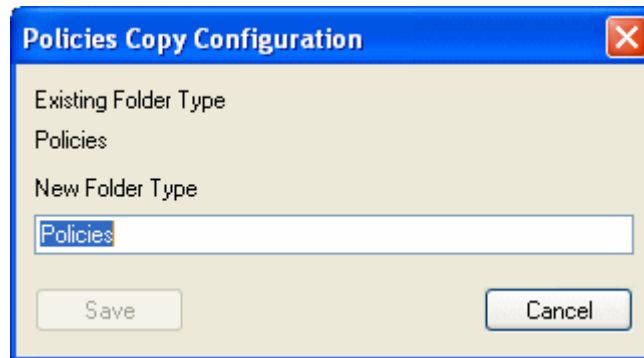 Policies Copy Configuration
Existing Folder Type
Policies
New Folder Type
Policies
Save
Cancel